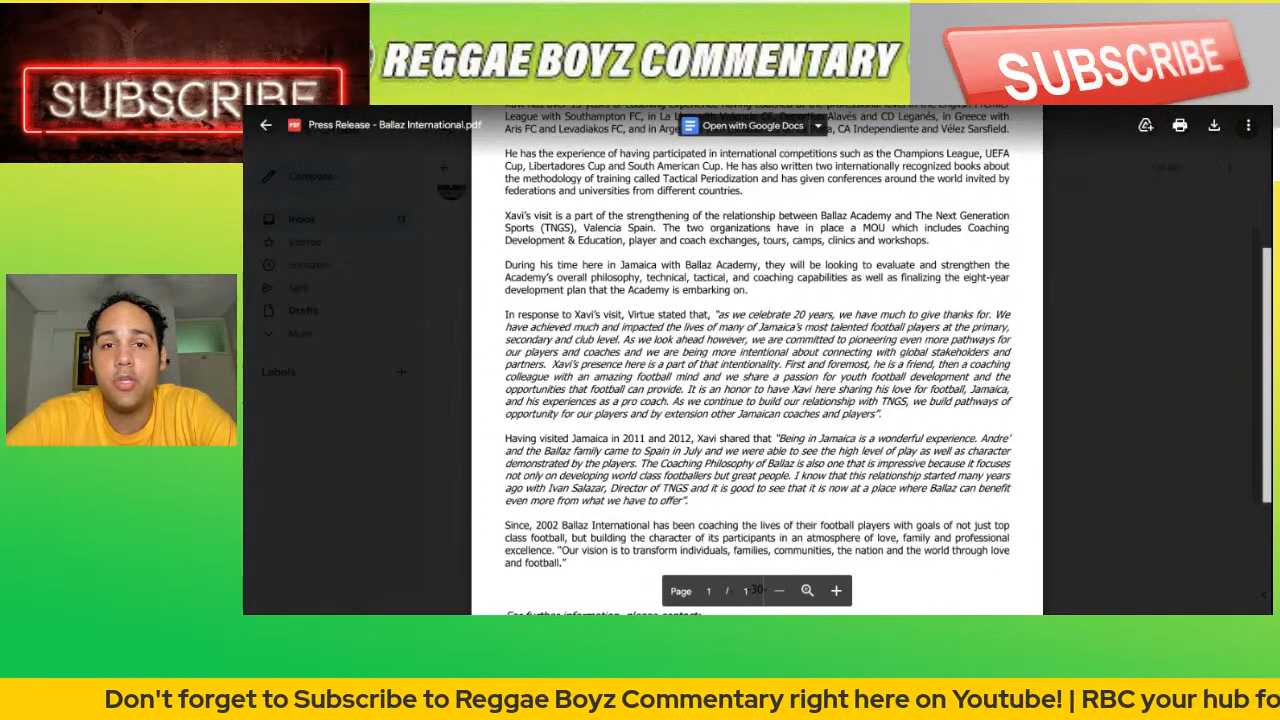 SUBSCRIBE
REGGAE BOYZ COMMENTARY
SUBSCRIBE
Press Release - Ballaz International.pdf
Open with Google Docs
Compose
Inbox
Starred
Snoozed
Sent
Drafts
More
Labels
League with Southampton FC, in La Liga with Valencia CF, Deportivo Alavés and CD Leganés, in Greece with
Aris FC and Levadiakos FC, and in CA Independiente and Vélez Sarsfield.
He has the experience of having participated in international competitions such as the Champions League, UEFA
Cup, Libertadores Cup and South American Cup. He has also written two internationally recognized books about
the methodology of training called Tactical Periodization and has given conferences around the world invited by
federations and universities from different countries.
Xavi's visit is a part of the strengthening of the relationship between Ballaz Academy and The Next Generation
Sports (TNGS), Valencia Spain. The two organizations have in place a MOU which includes Coaching
Development & Education, player and coach exchanges, tours, camps, clinics and workshops.
During his time here in Jamaica with Ballaz Academy, they will be looking to evaluate and strengthen the
Academy's overall philosophy, technical, tactical, and coaching capabilities as well as finalizing the eight-year
development plan that the Academy is embarking on.
In response to Xavi's visit, Virtue stated that, "as we celebrate 20 years, we have much to give thanks for. We
have achieved much and impacted the lives of many of Jamaica's most talented football players at the primary,
secondary and club level. As we look ahead however, we are committed to pioneering even more pathways for
our players and coaches and we are being more intentional about connecting with global stakeholders and
partners. Xavi's presence here is a part of that intentionality. First and foremost, he is a friend, then a coaching
colleague with an amazing football mind and we share a passion for youth football development and the
opportunities that football can provide. It is an honor to have Xavi here sharing his love for football, Jamaica,
and his experiences as a pro coach. As we continue to build our relationship with TNGS, we build pathways of
opportunity for our players and by extension other Jamaican coaches and players".
Having visited Jamaica in 2011 and 2012, Xavi shared that "Being in Jamaica is a wonderful experience. Andre'
and the Ballaz family came to Spain in July and we were able to see the high level of play as well as character
demonstrated by the players. The Coaching Philosophy of Ballaz is also one that is impressive because it focuses
not only on developing world class footballers but great people. I know that this relationship started many years
ago with Ivan Salazar, Director of TNGS and it is good to see that it is now at a place where Ballaz can benefit
even more from what we have to offer".
Since, 2002 Ballaz International has been coaching the lives of their football players with goals of not just top
class football, but building the character of its participants in an atmosphere of love, family and professional
excellence. "Our vision is to transform individuals, families, communities, the nation and the world through love
and football."
-30-
Page 1 / 1
For further information, please contact:
Don't forget to Subscribe to Reggae Boyz Commentary right here on Youtube! | RBC your hub fo